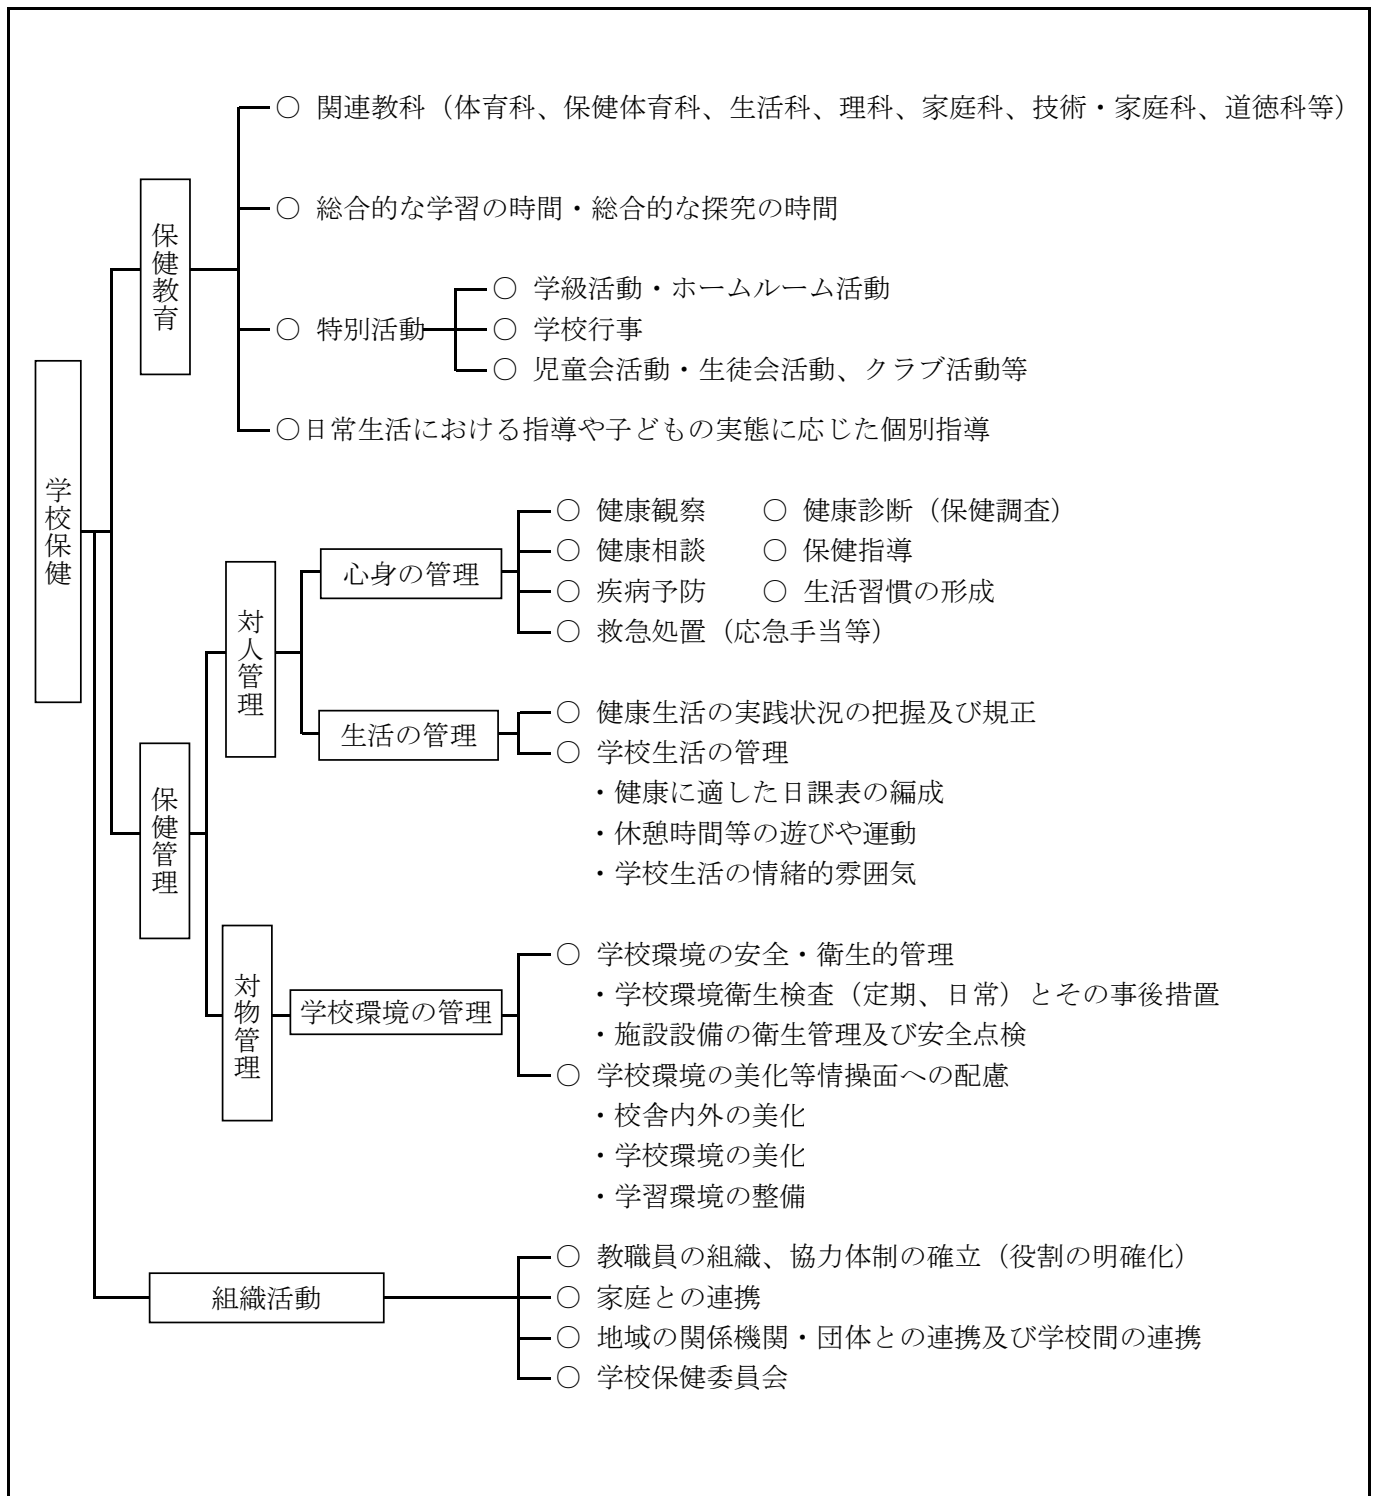 学校保健
保健教育
○ 関連教科（体育科、保健体育科、生活科、理科、家庭科、技術・家庭科、道徳科等）
○ 総合的な学習の時間・総合的な探究の時間
○ 特別活動
○ 学級活動・ホームルーム活動
○ 学校行事
○ 児童会活動・生徒会活動、クラブ活動等
○日常生活における指導や子どもの実態に応じた個別指導
保健管理
対人管理
心身の管理
○ 健康観察 ○ 健康診断（保健調査）
○ 健康相談 ○ 保健指導
○ 疾病予防 ○ 生活習慣の形成
○ 救急処置（応急手当等）
生活の管理
○ 健康生活の実践状況の把握及び規正
○ 学校生活の管理
・健康に適した日課表の編成
・休憩時間等の遊びや運動
・学校生活の情緒的雰囲気
対物管理
学校環境の管理
○ 学校環境の安全・衛生的管理
・学校環境衛生検査（定期、日常）とその事後措置
・施設設備の衛生管理及び安全点検
○ 学校環境の美化等情操面への配慮
・校舎内外の美化
・学校環境の美化
・学習環境の整備
組織活動
○ 教職員の組織、協力体制の確立（役割の明確化）
○ 家庭との連携
○ 地域の関係機関・団体との連携及び学校間の連携
○ 学校保健委員会